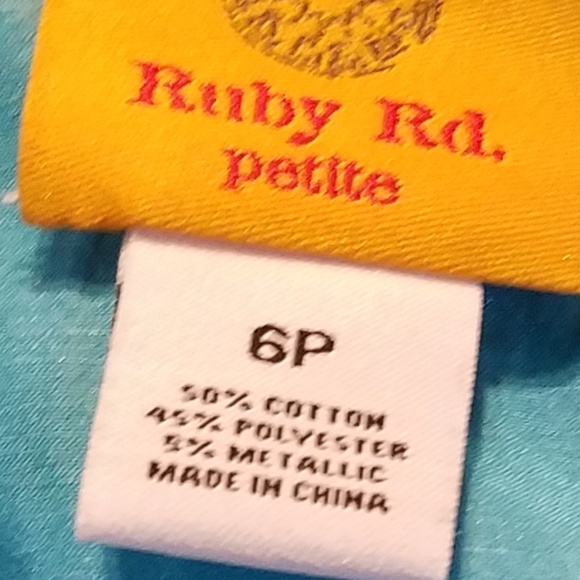 Ruby Rd.
petite
6P
50% COTTON
45% POLYESTER
5% METALLIC
MADE IN CHINA